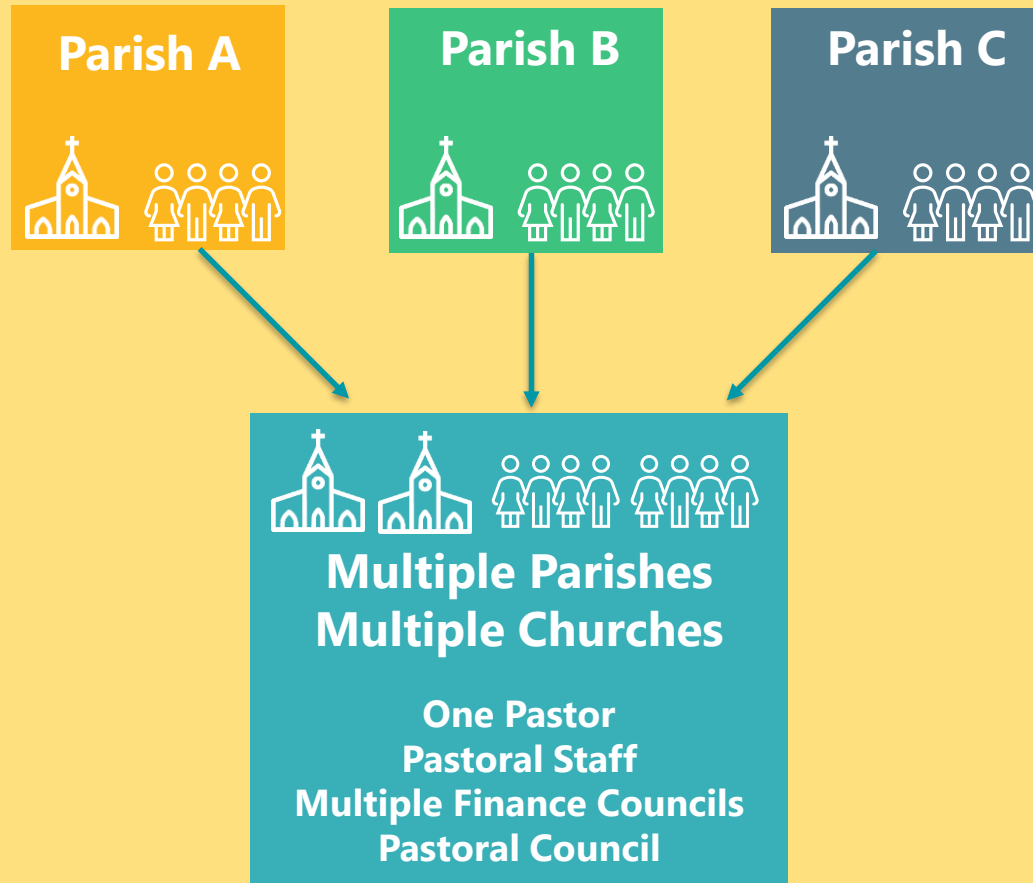 Parish A
Parish B
Parish C
Multiple Parishes
Multiple Churches
One Pastor
Pastoral Staff
Multiple Finance Councils
Pastoral Council